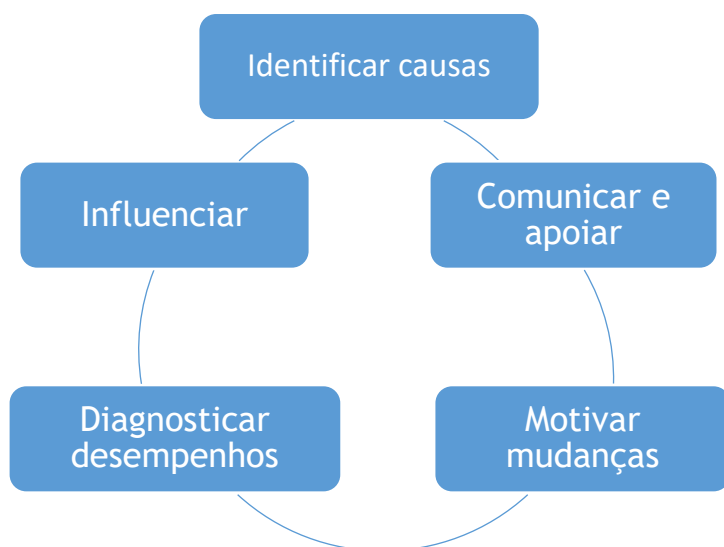 Identificar causas
Influenciar
Comunicar e
apoiar
Diagnosticar
desempenhos
Motivar
mudanças